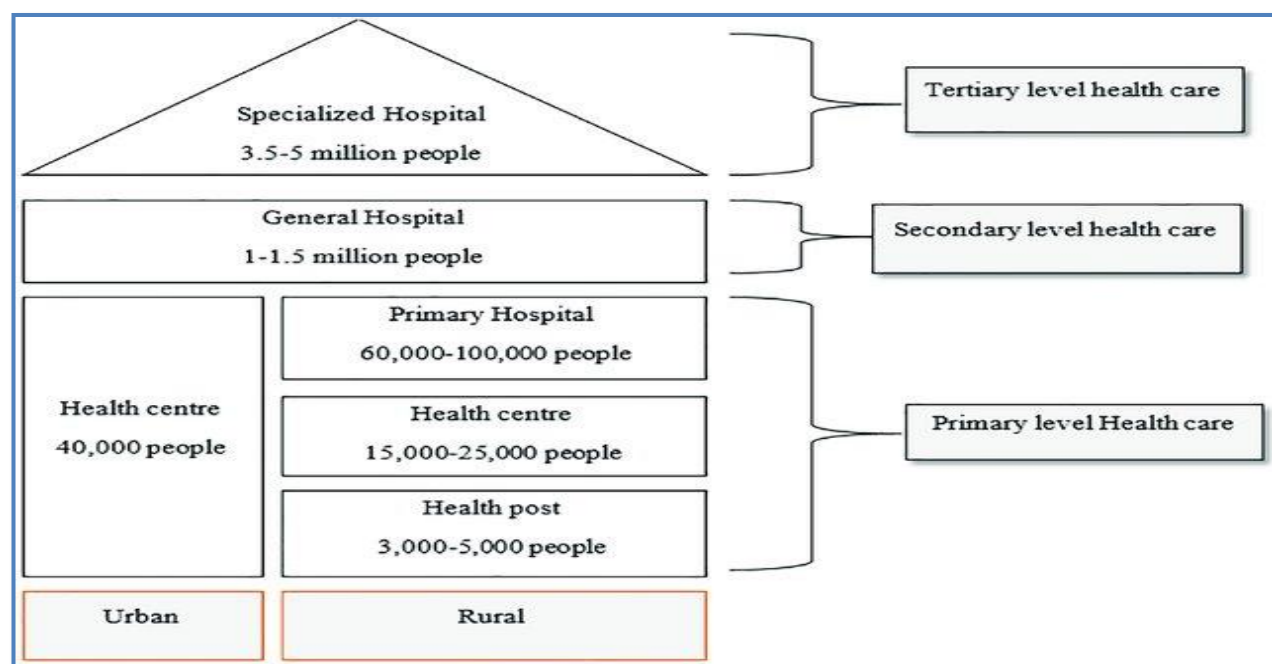 Specialized Hospital
3.5-5 million people
Tertiary level health care
General Hospital
1-1.5 million people
Secondary level health care
Primary Hospital
60,000-100,000 people
Health centre
40,000 people
Health centre
15,000-25,000 people
Primary level Health care
Health post
3,000-5,000 people
Urban
Rural